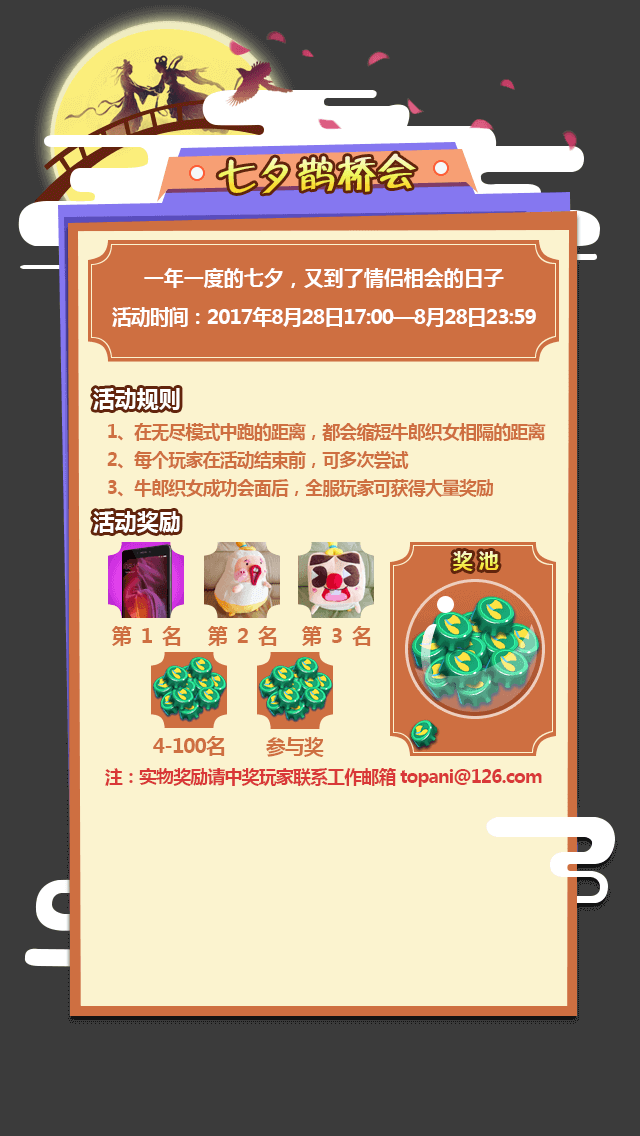 七夕鹊桥会
一年一度的七夕，又到了情侣相会的日子
活动时间：2017年8月28日17:00—8月28日23:59
活动规则
1、在无尽模式中跑的距离，都会缩短牛郎织女相隔的距离
2、每个玩家在活动结束前，可多次尝试
3、牛郎织女成功会面后，全服玩家可获得大量奖励
活动奖励
奖池
第 1 名
第 2 名
第 3 名
4-100名
参与奖
注：实物奖励请中奖玩家联系工作邮箱 topani@126.com